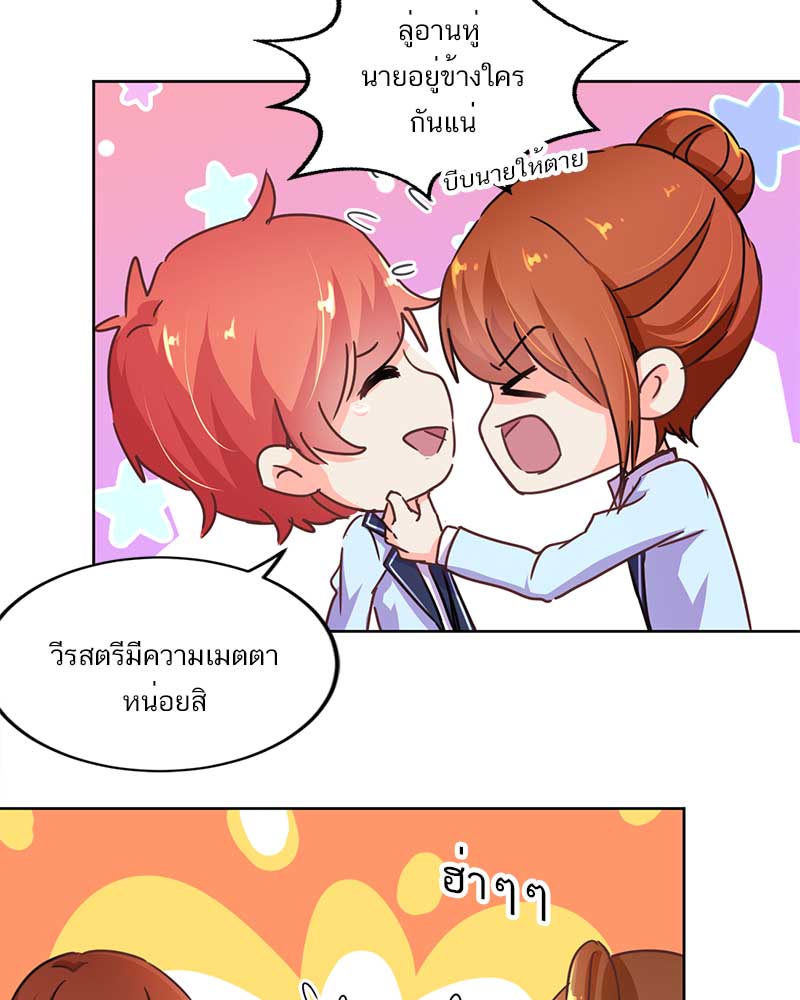 ลู่อานหู่
นายอยู่ข้างใคร
กันแน่
บีบนายให้ตาย
วีรสตรีมีความเมตตา
หน่อยสิ
ฮ่าๆๆ